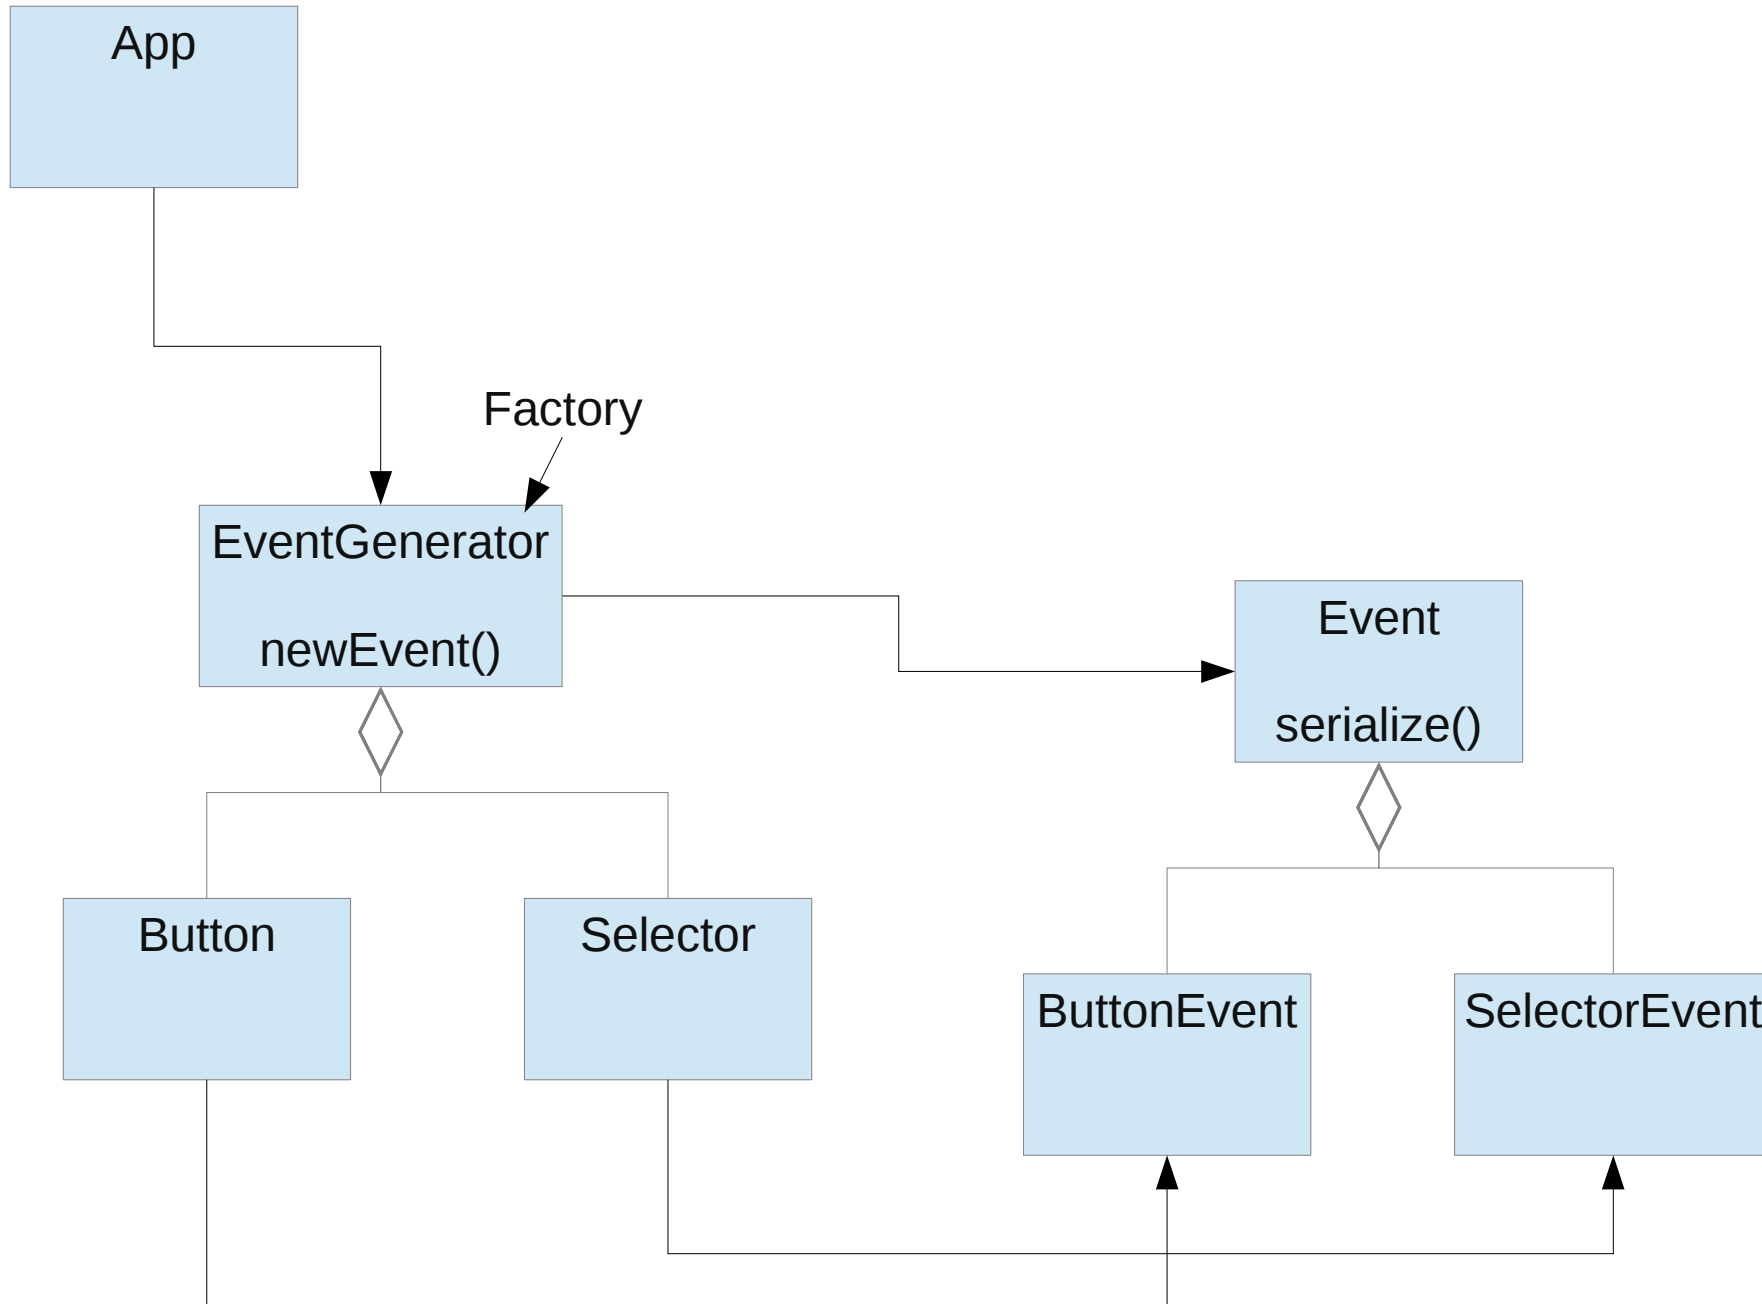 App
Factory
EventGenerator
newEvent()
Event
serialize()
Button
Selector
ButtonEvent
SelectorEvent